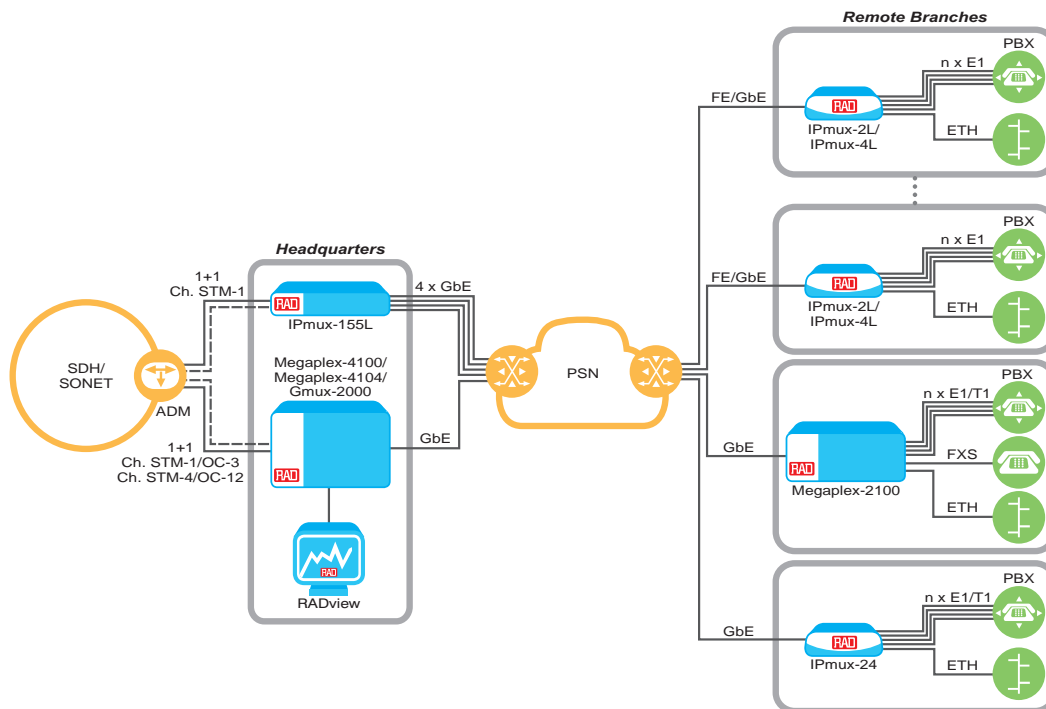 Remote Branches
PBX
n x E1
FE/GbE
RAD
IPmux-2L/
IPmux-4L
ETH
PBX
n x E1
FE/GbE
RAD
IPmux-2L/
IPmux-4L
ETH
Headquarters
1+1
Ch. STM-1
4 x GbE
RAD
IPmux-155L
SDH/
SONET
ADM
Megaplex-4100/
Megaplex-4104/
Gmux-2000
PSN
1+1
Ch. STM-1/OC-3
Ch. STM-4/OC-12
RAD
GbE
RAD
RADview
PBX
n x E1/T1
GbE
FXS
RAD
Megaplex-2100
ETH
PBX
n x E1/T1
GbE
RAD
IPmux-24
ETH